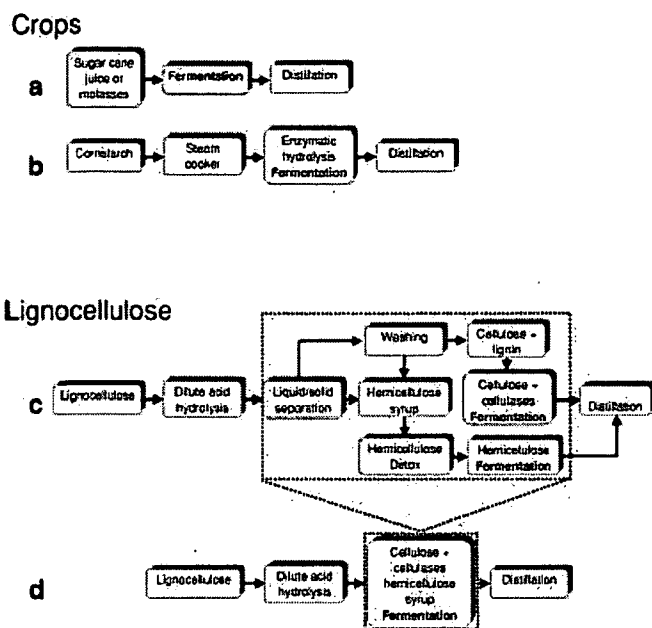 Crops
a
Sugar cane
juice or
molasses
Fermentation
Distillation
b
Cornstarch
Steam
cooker
Enzymatic
hydrolysis
Fermentation
Distillation
Lignocellulose
c
Lignocellulose
Dilute acid
hydrolysis
Liquid/solid
separation
Washing
Cellulose +
lignin
Hemicellulose
syrup
Cellulose +
cellulases
Fermentation
Distillation
Hemicellulose
Detox
Hemicelulose
Fermentation
d
Lignocellulose
Dilute acid
hydrolysis
Cellulose +
cellulases
hemicellulose
syrup
Fermentation
Distillation